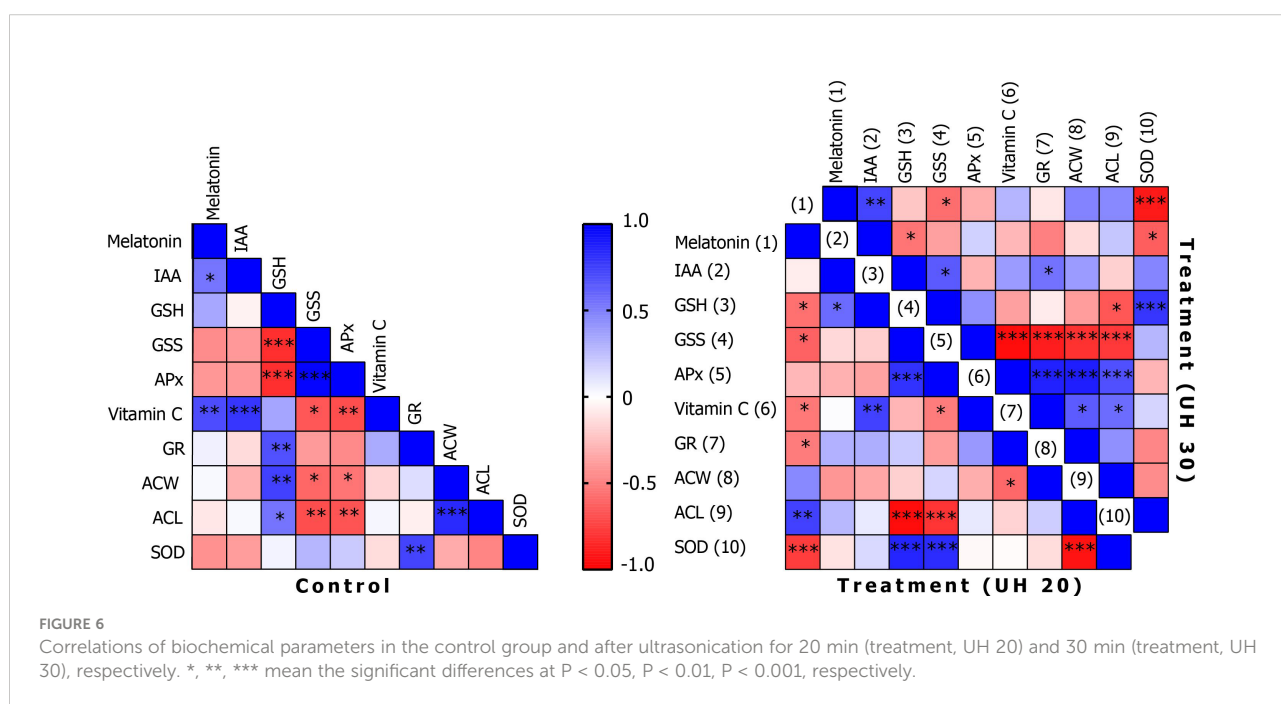 Melatonin
IAA
GSH
GSS
APx
Vitamin C
GR
ACW
ACL
SOD
Melatonin
IAA *
GSH
GSS ***
APx *** ***
Vitamin C ** *** * **
GR **
ACW ** * *
ACL * ** ** ***
SOD **
Control
1.0
0.5
0
-0.5
-1.0
Melatonin (1)
IAA (2)
GSH (3)
GSS (4)
APx (5)
Vitamin C (6)
GR (7)
ACW (8)
ACL (9)
SOD (10)
(1) ** * ***
Melatonin (1) (2) * *
IAA (2) (3) * *
GSH (3) * * (4) * ***
GSS (4) * (5) *** *** *** ***
APx (5) *** (6) *** *** ***
Vitamin C (6) * ** * (7) * *
GR (7) * (8)
ACW (8) * (9)
ACL (9) ** *** *** (10)
SOD (10) *** *** *** ***
Treatment (UH 20)
Treatment (UH 30)
FIGURE 6
Correlations of biochemical parameters in the control group and after ultrasonication for 20 min (treatment, UH 20) and 30 min (treatment, UH
30), respectively. *, **, *** mean the significant differences at P < 0.05, P < 0.01, P < 0.001, respectively.